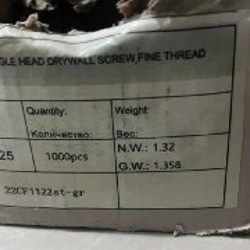 GLE HEAD DRYWALL SCREW,FINE THREAD
Quantity: Weight:
Количество: Вес:
25 1000pcs N.W.: 1.32
G.W.: 1.358
22CF1122st-gr